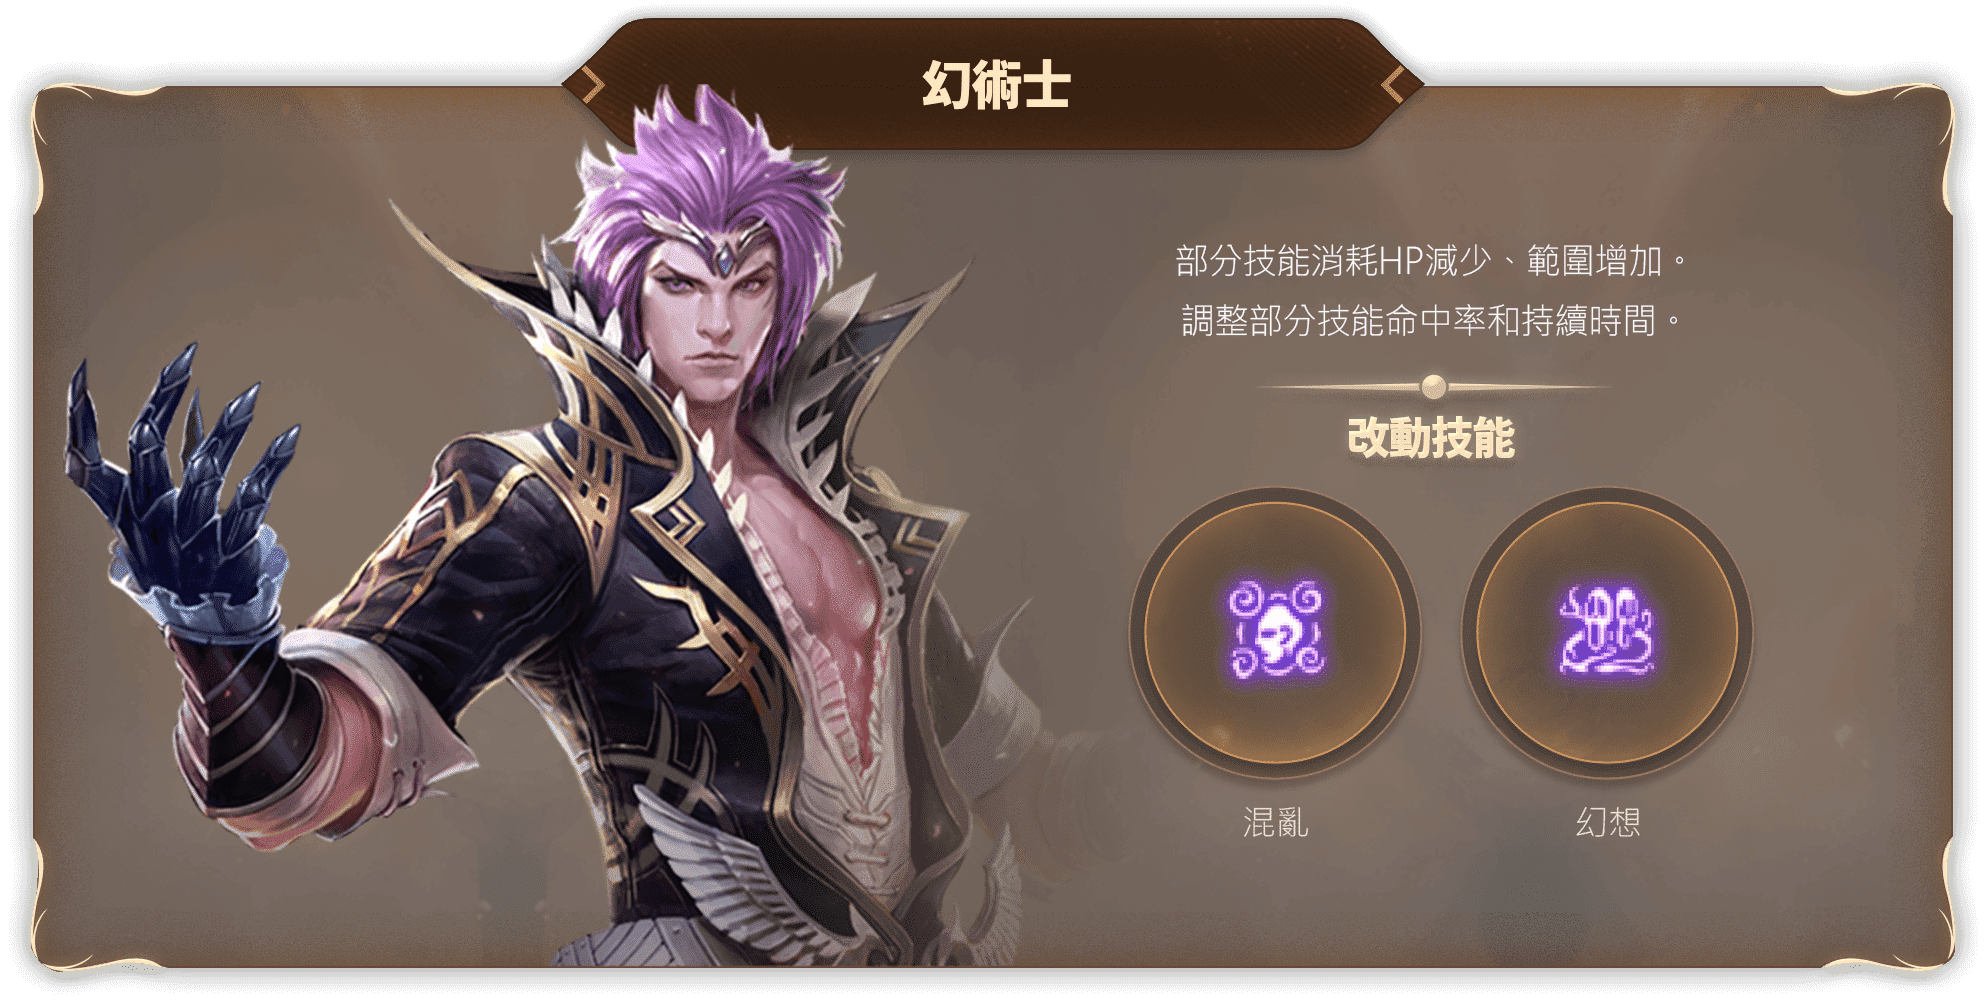 幻術士
部分技能消耗HP減少、範圍增加。
調整部分技能命中率和持續時間。
改動技能
混亂
幻想